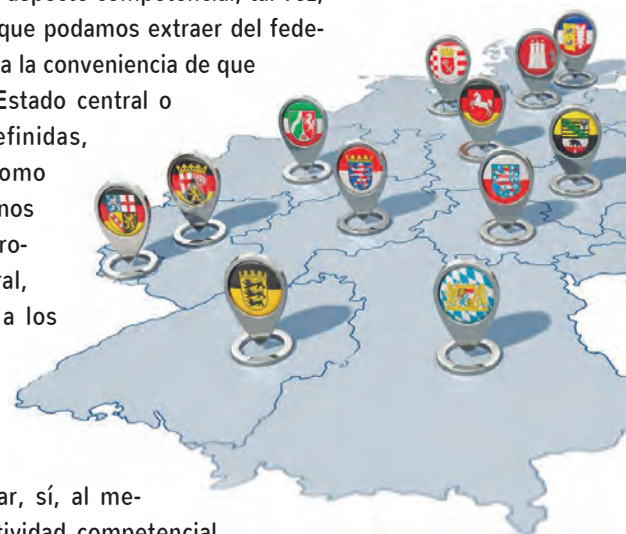 aspecto competencial, tal vez,
que podamos extraer del fede-
a la conveniencia de que
Estado central o
efinidas,
omo
nos
ro-
ral,
a los
ar, sí, al me-
tividad competencial